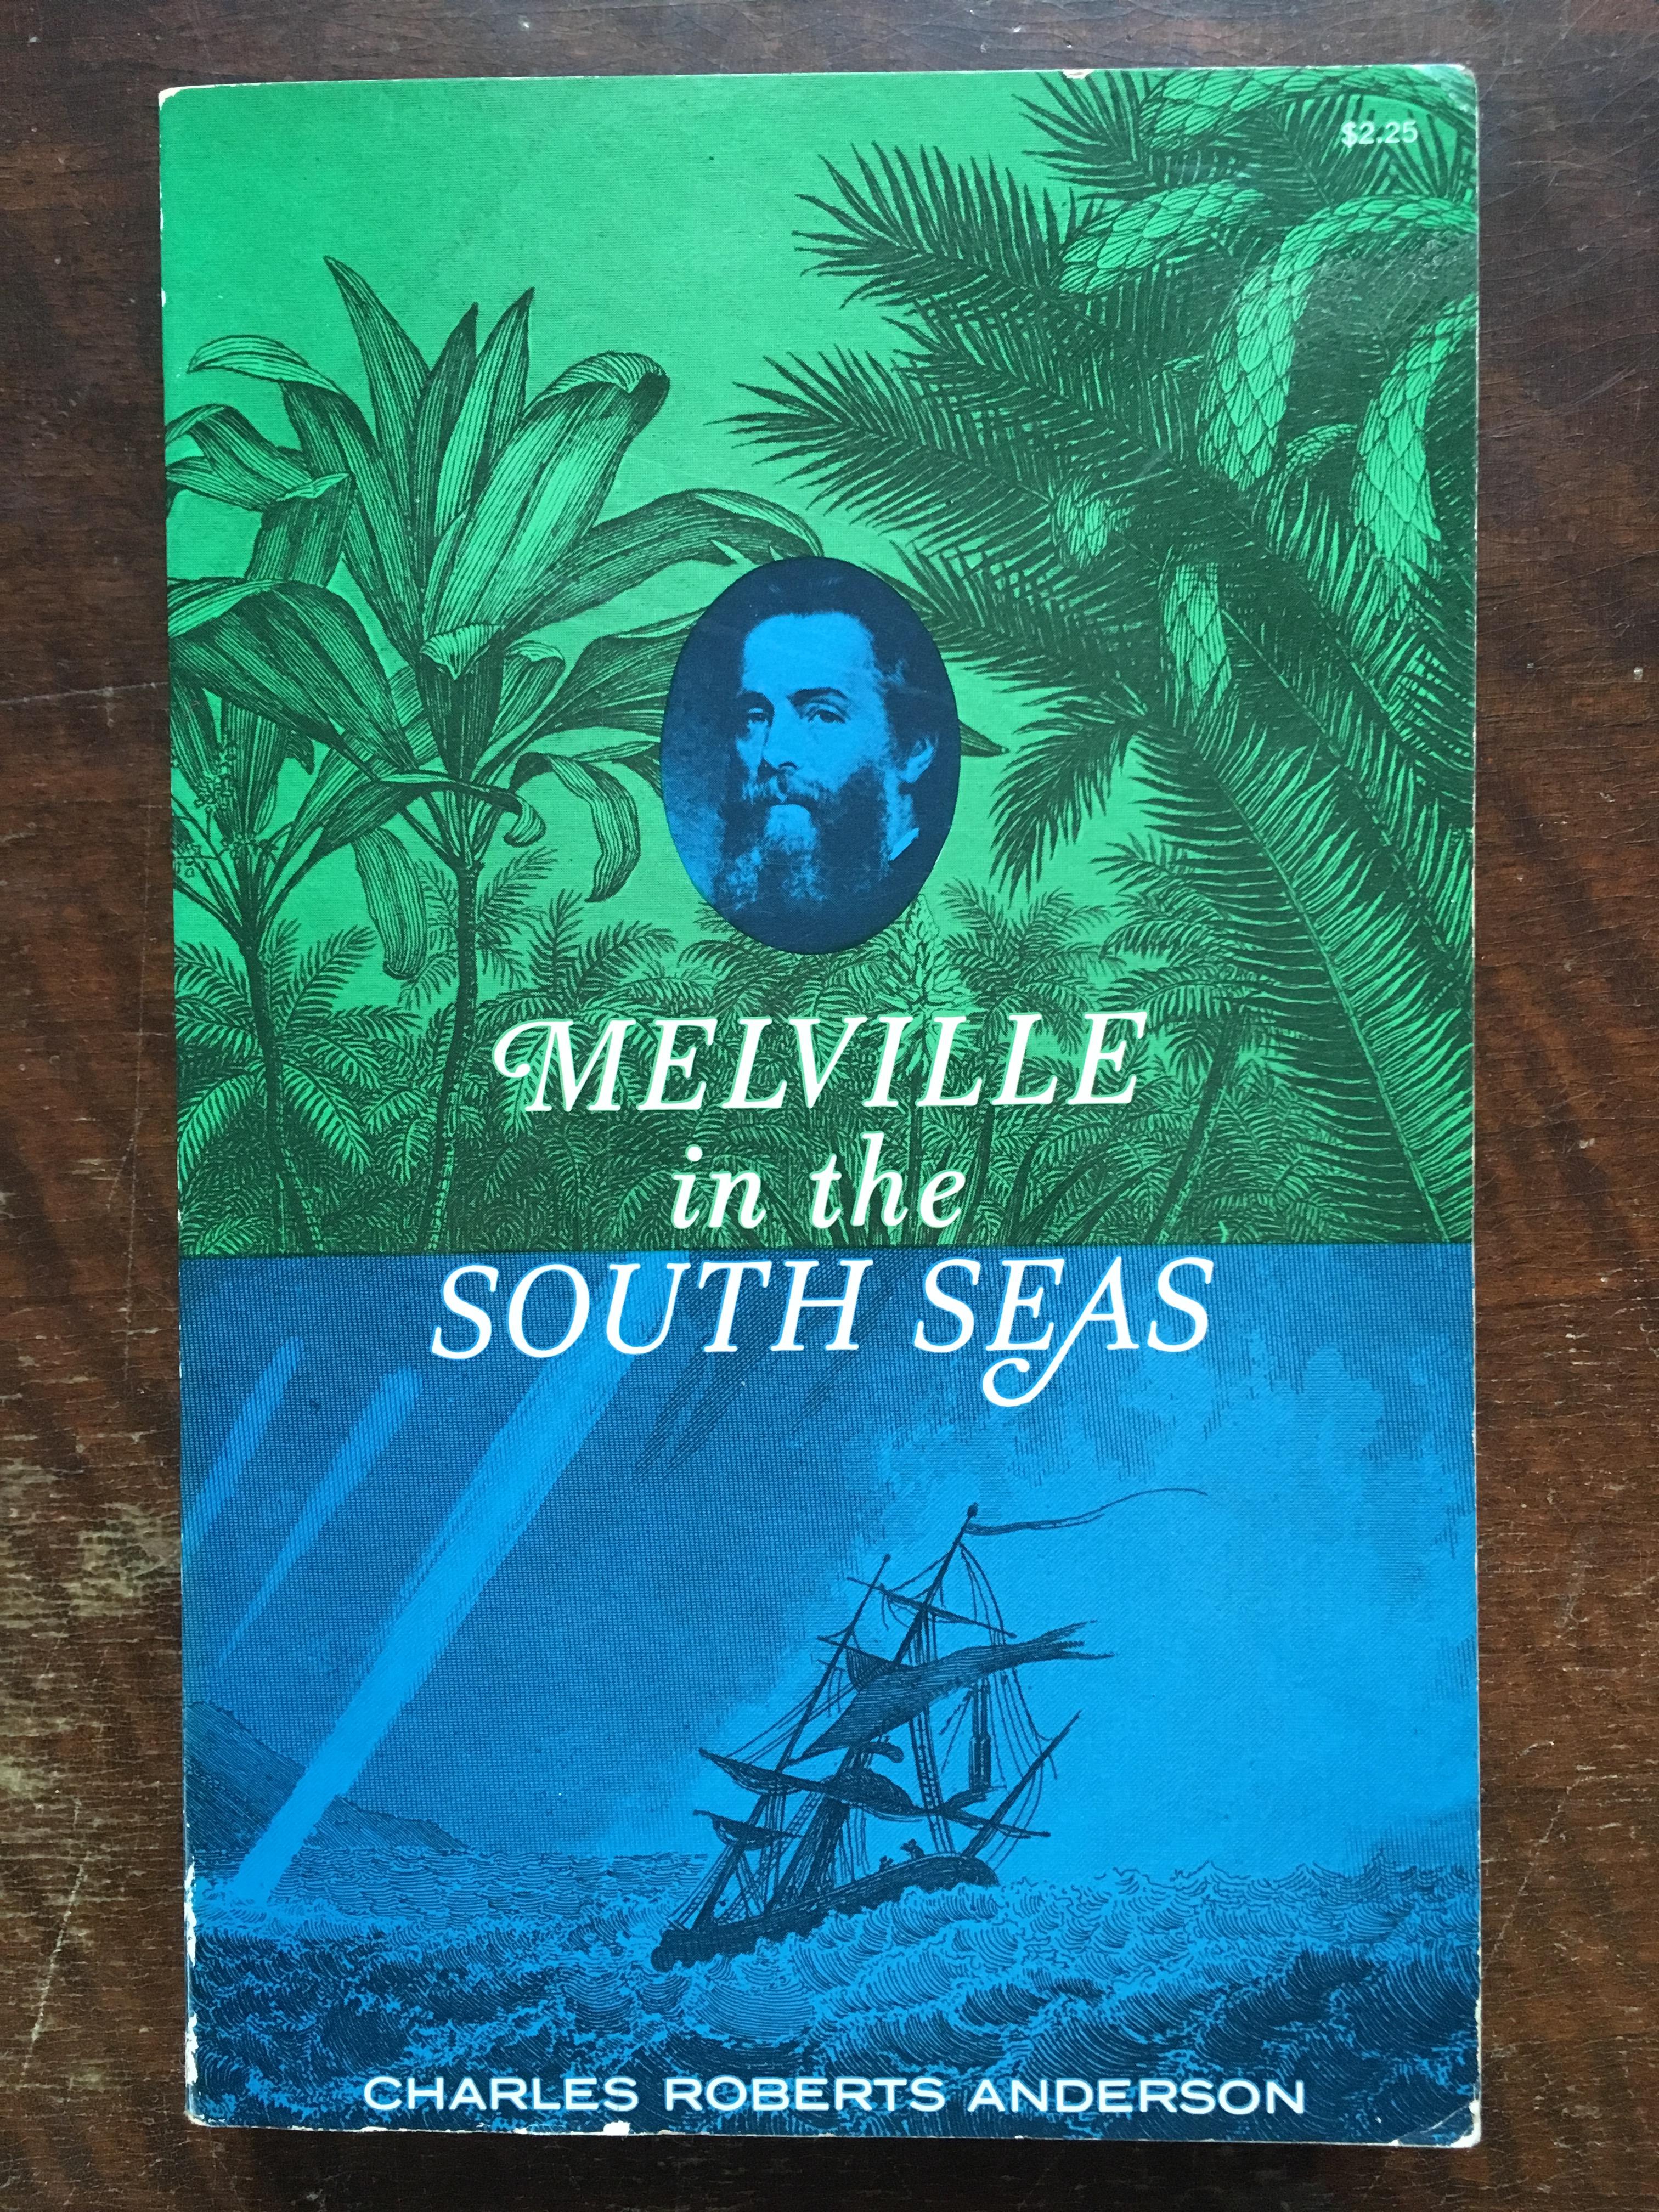 $2.25
MELVILLE
in the
SOUTH SEAS
CHARLES ROBERTS ANDERSON